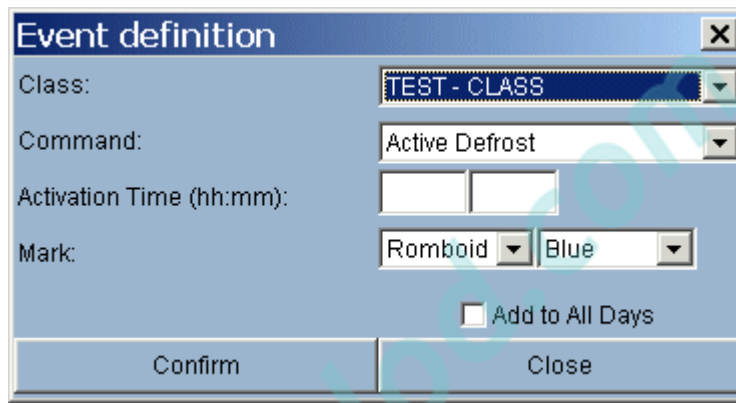 Event definition
Class: TEST - CLASS
Command: Active Defrost
Activation Time (hh:mm):
Mark: Romboid Blue
Add to All Days
Confirm Close